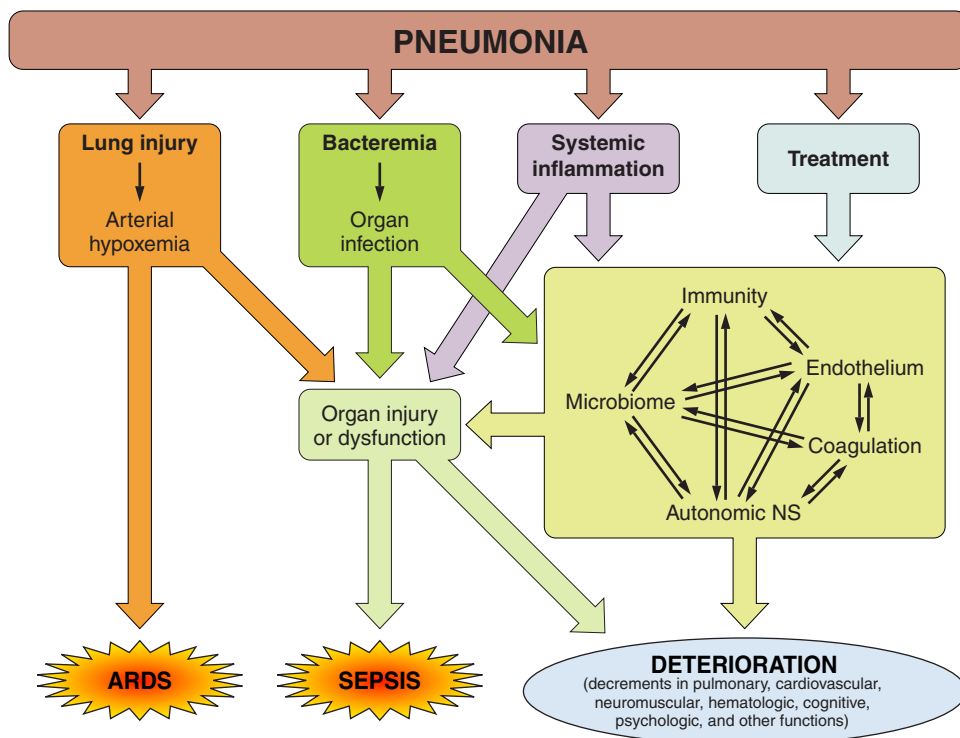 PNEUMONIA
Lung injury
Arterial
hypoxemia
Bacteremia
Organ
infection
Systemic
inflammation
Treatment
Immunity
Endothelium
Microbiome
Coagulation
Autonomic NS
Organ injury
or dysfunction
ARDS
SEPSIS
DETERIORATION
(decrements in pulmonary, cardiovascular,
neuromuscular, hematologic, cognitive,
psychologic, and other functions)